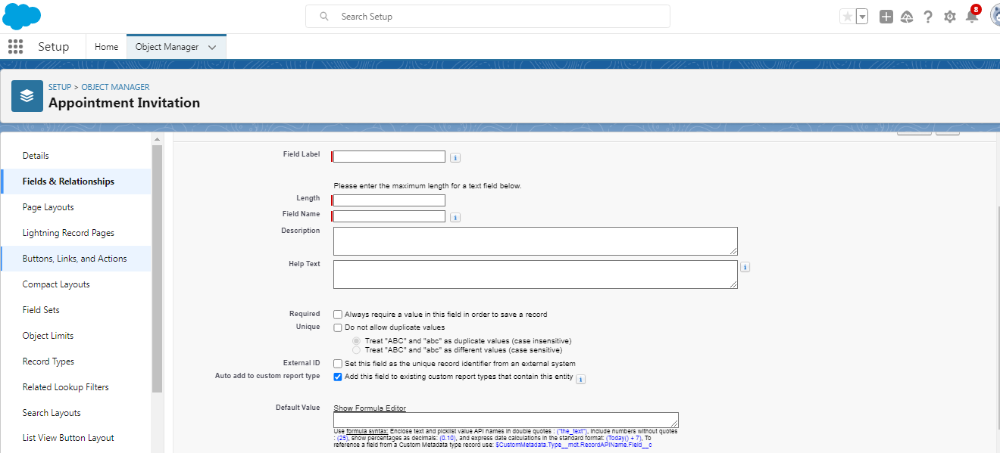 Search Setup
8
Setup
Home
Object Manager
SETUP > OBJECT MANAGER
Appointment Invitation
Details
Fields & Relationships
Page Layouts
Lightning Record Pages
Buttons, Links, and Actions
Compact Layouts
Field Sets
Object Limits
Record Types
Related Lookup Filters
Search Layouts
List View Button Layout
Field Label
i
Please enter the maximum length for a text field below.
Length
Field Name
i
Description
Help Text
i
Required
Always require a value in this field in order to save a record
Unique
Do not allow duplicate values
Treat "ABC" and "abc" as duplicate values (case insensitive)
Treat "ABC" and "abc" as different values (case sensitive)
External ID
Set this field as the unique record identifier from an external system
Auto add to custom report type
Add this field to existing custom report types that contain this entity
i
Default Value
Show Formula Editor
Use formula syntax: Enclose text and picklist value API names in double quotes : ("the_text"), include numbers without quotes
: (25), show percentages as decimals: (0.10), and express date calculations in the standard format: (Today() + 7), To
reference a field from a Custom Metadata type record use: $CustomMetadata.Type__mdt.RecordAPIName.Field__c